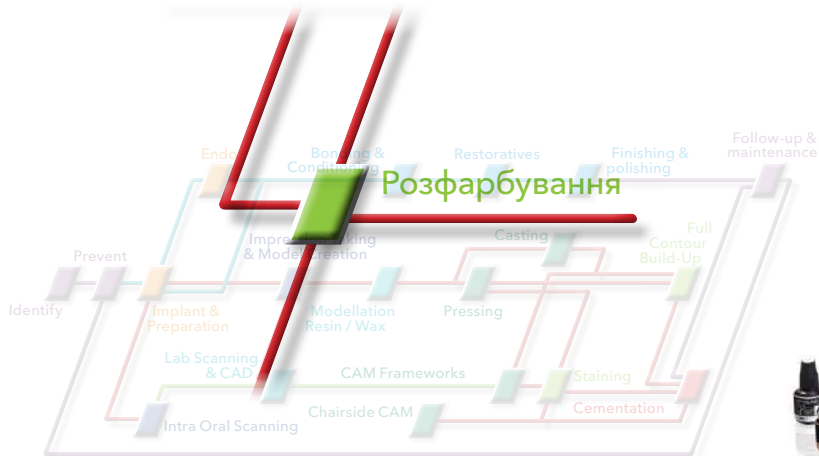 Follow-up &
maintenance
Endo
Bonding &
Conditioning
Restoratives
Finishing &
polishing
Розфарбування
Prevent
Impression Taking
& Model Creation
Casting
Full
Contour
Build-Up
Identify
Implant &
Preparation
Modellation
Resin / Wax
Pressing
Lab Scanning
& CAD
CAM Frameworks
Staining
Chairside CAM
Cementation
Intra Oral Scanning